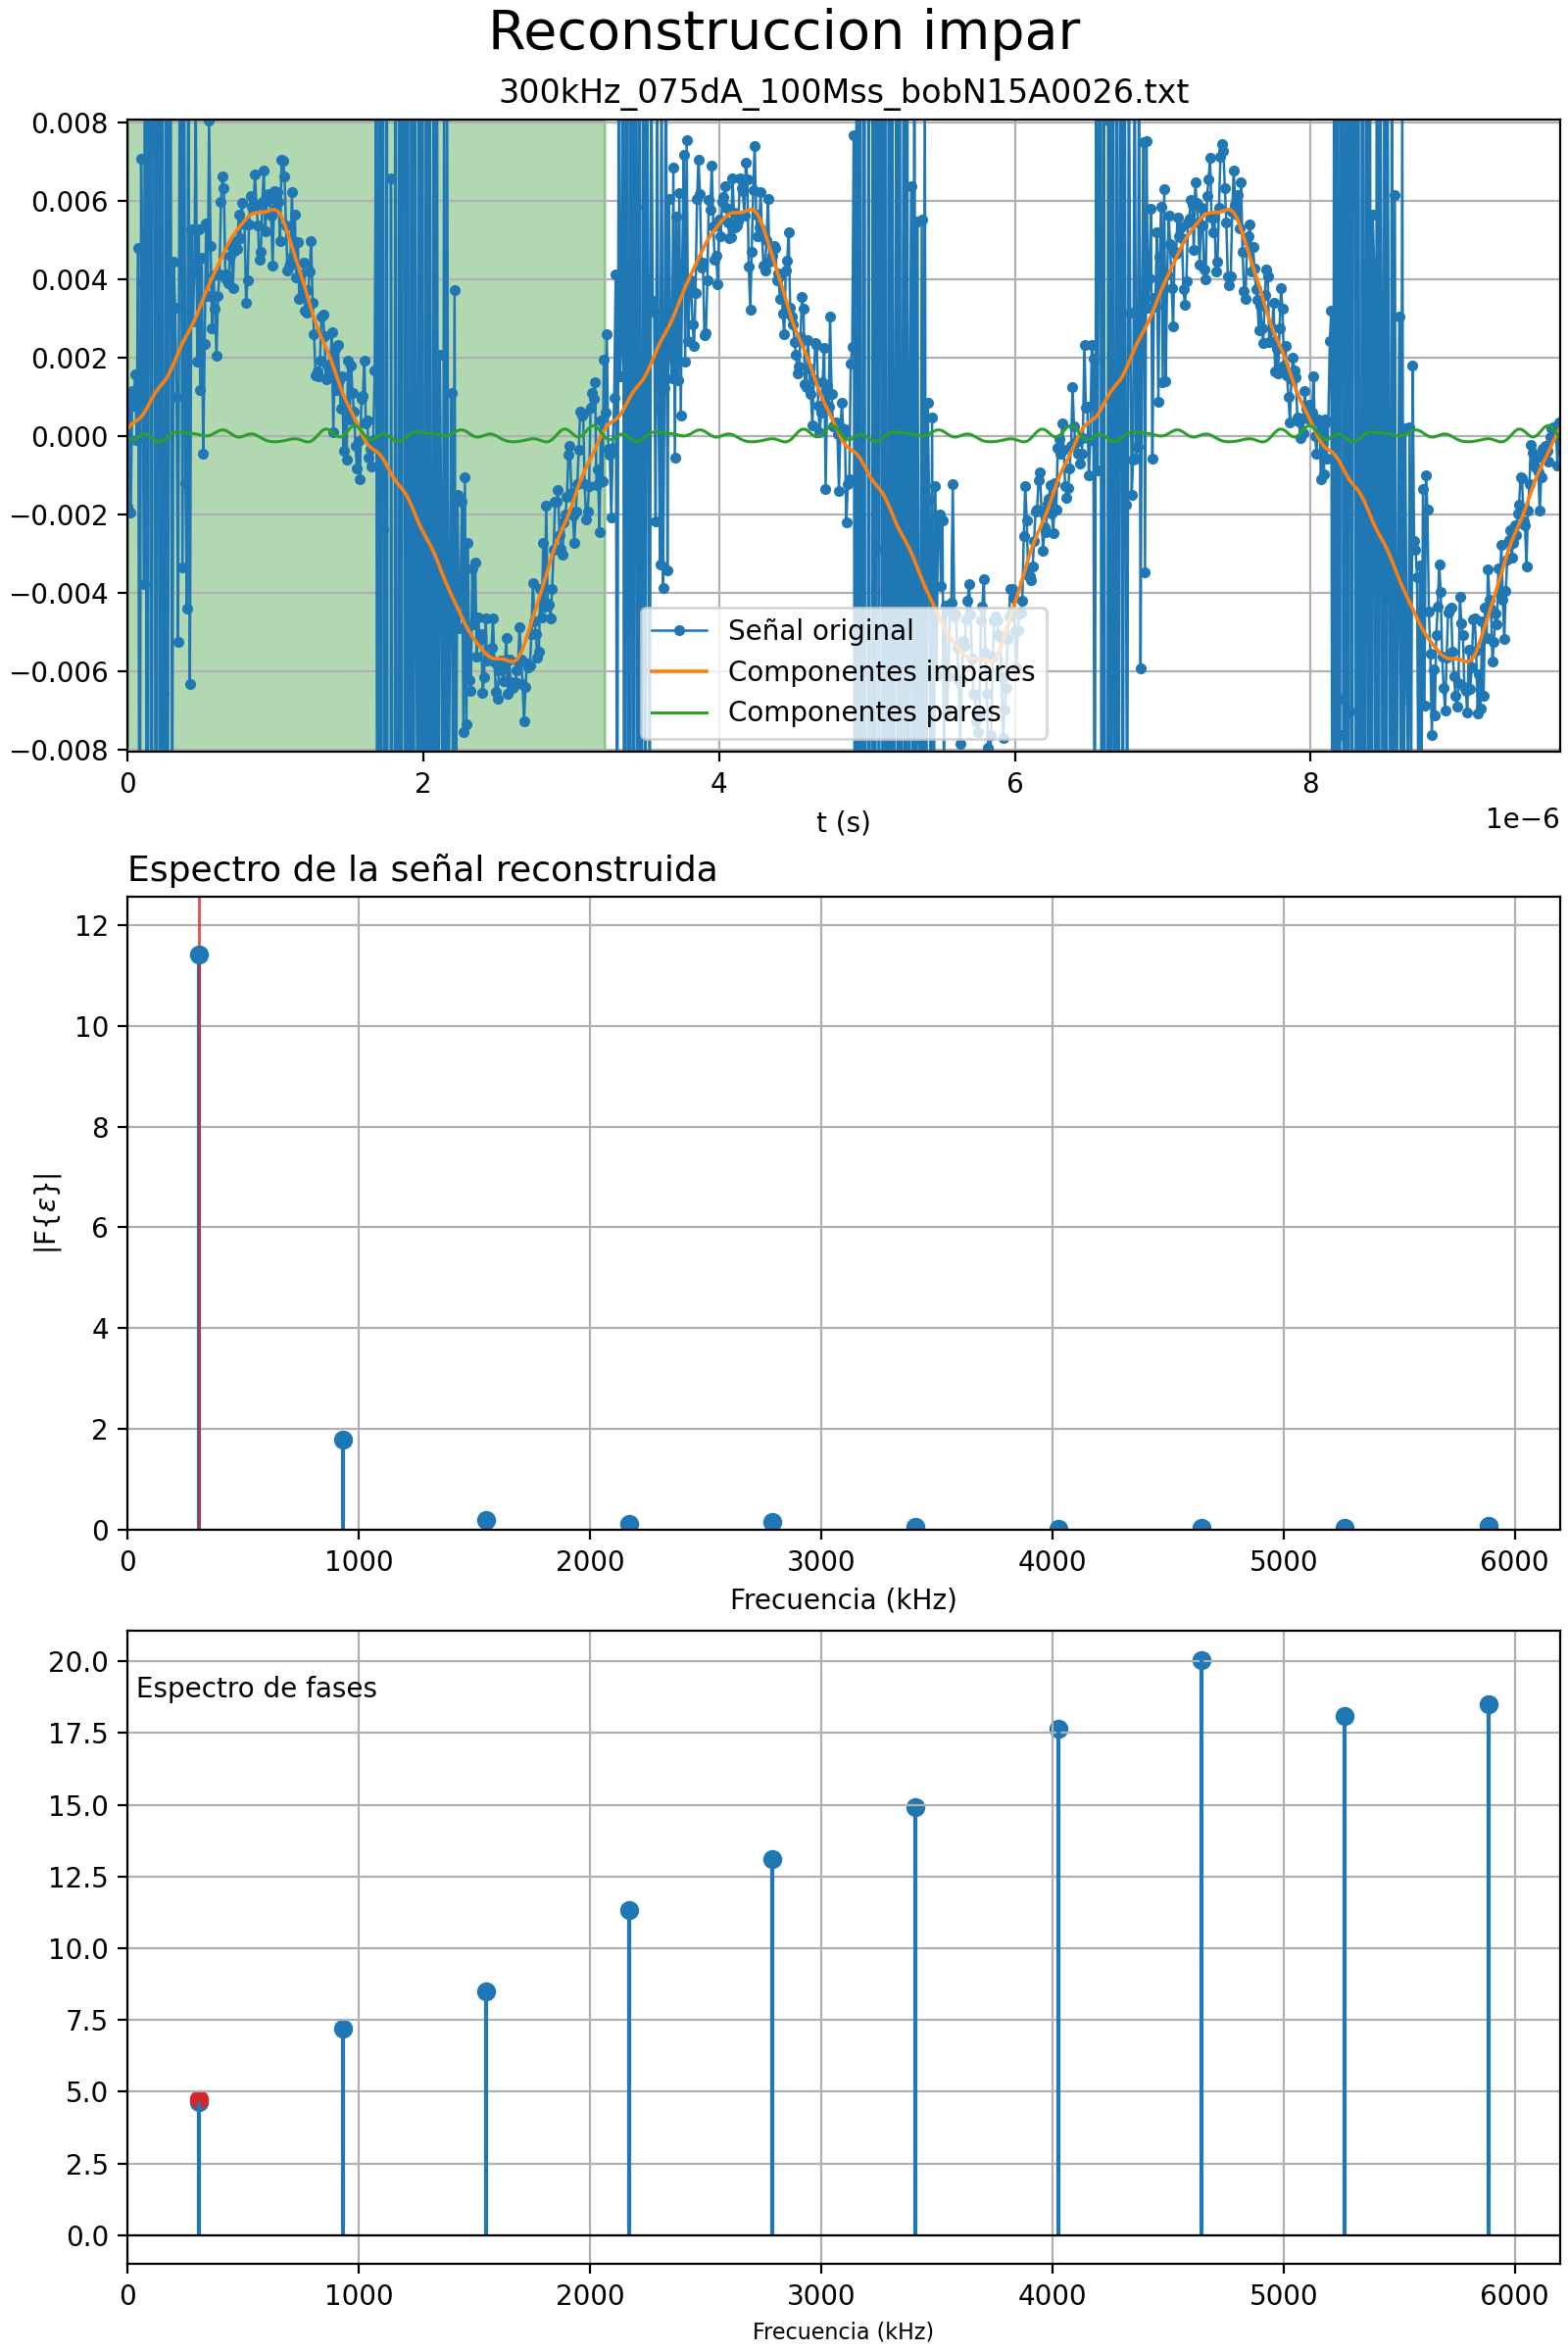 Reconstruccion impar
300kHz_075dA_100Mss_bobN15A0026.txt
0.008
0.006
0.004
0.002
0.000
−0.002
−0.004
−0.006
−0.008
Señal original
Componentes impares
Componentes pares
0 2 4 6 8
1e−6
t (s)
Espectro de la señal reconstruida
12
10
8
6
4
2
0
|F{ε}|
0 1000 2000 3000 4000 5000 6000
Frecuencia (kHz)
Espectro de fases
20.0
17.5
15.0
12.5
10.0
7.5
5.0
2.5
0.0
0 1000 2000 3000 4000 5000 6000
Frecuencia (kHz)